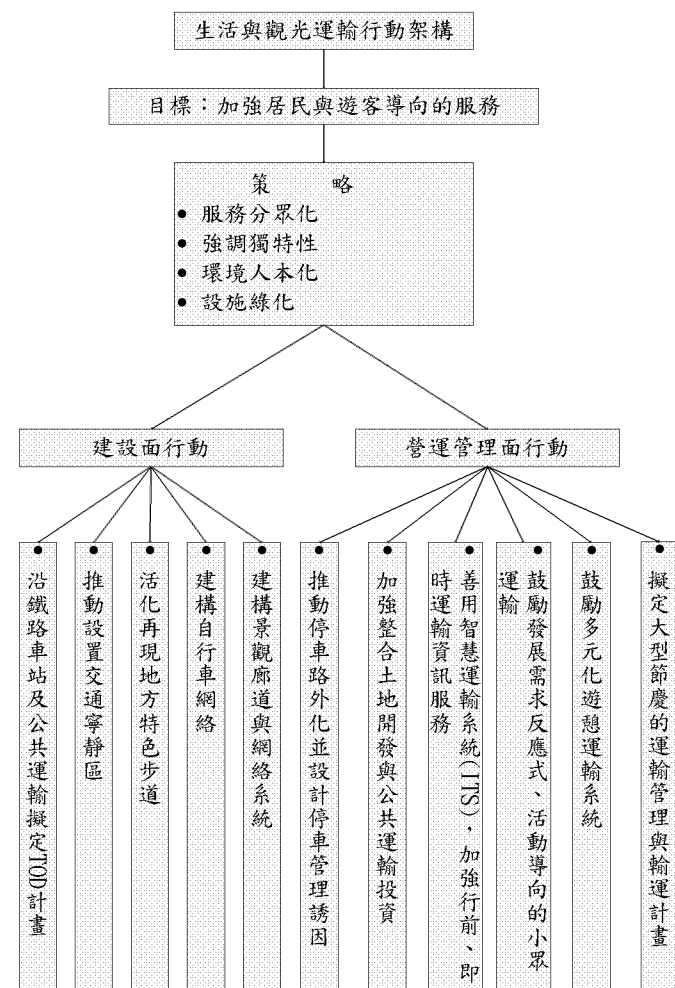 生活與觀光運輸行動架構
目標：加強居民與遊客導向的服務
策　　略
● 服務分眾化
● 強調獨特性
● 環境人本化
● 設施綠化
建設面行動
營運管理面行動
● 沿鐵路車站及公共運輸擬定TOD計畫
● 推動設置交通寧靜區
● 活化再現地方特色步道
● 建構自行車網絡
● 建構景觀廊道與網絡系統
● 推動停車路外化並設計停車管理誘因
● 加強整合土地開發與公共運輸投資
● 善用智慧運輸系統(ITS)，加強行前、即
時運輸資訊服務
● 鼓勵發展需求反應式、活動導向的小眾
運輸
● 鼓勵多元化遊憩運輸系統
● 擬定大型節慶的運輸管理與輸運計畫